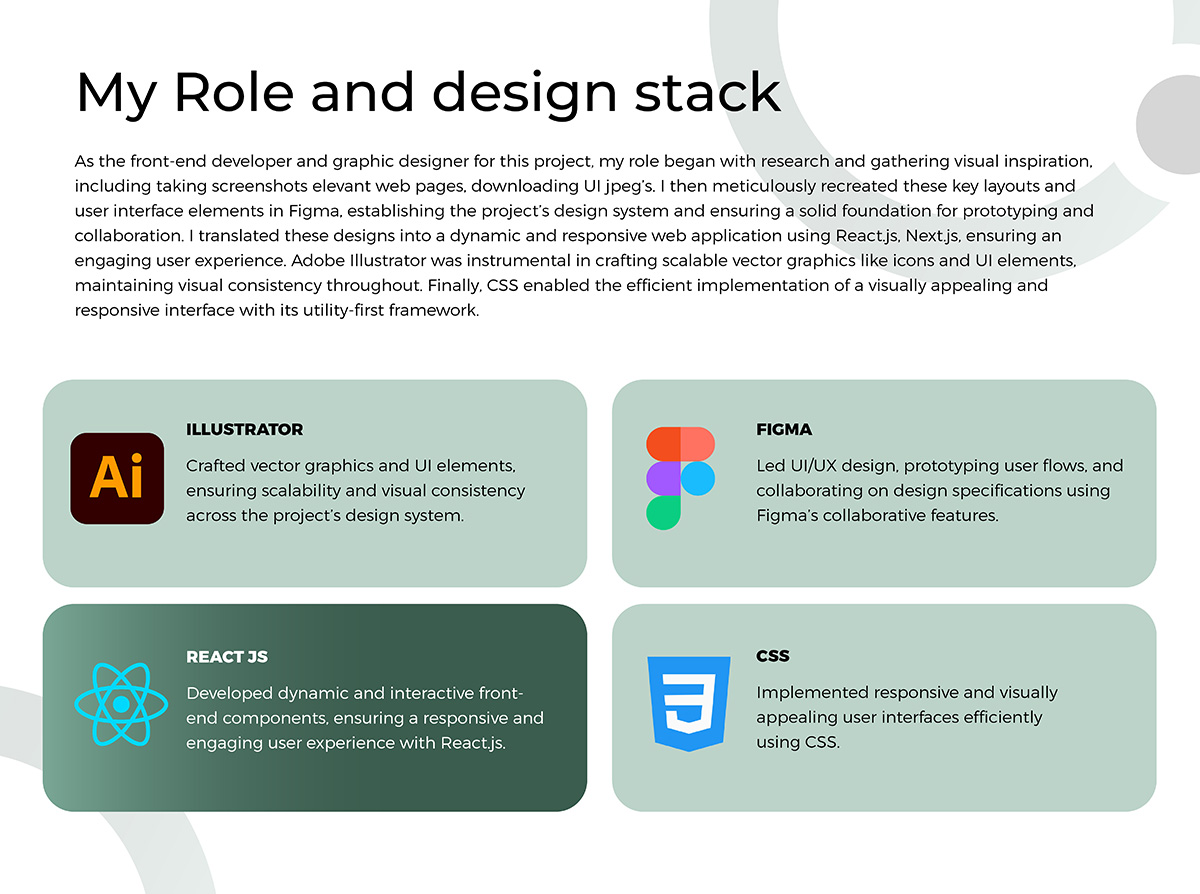 My Role and design stack
As the front-end developer and graphic designer for this project, my role began with research and gathering visual inspiration,
including taking screenshots elevant web pages, downloading UI jpeg's. I then meticulously recreated these key layouts and
user interface elements in Figma, establishing the project's design system and ensuring a solid foundation for prototyping and
collaboration. I translated these designs into a dynamic and responsive web application using React.js, Next.js, ensuring an
engaging user experience. Adobe Illustrator was instrumental in crafting scalable vector graphics like icons and UI elements,
maintaining visual consistency throughout. Finally, CSS enabled the efficient implementation of a visually appealing and
responsive interface with its utility-first framework.
Ai
ILLUSTRATOR
Crafted vector graphics and UI elements,
ensuring scalability and visual consistency
across the project's design system.
FIGMA
Led UI/UX design, prototyping user flows, and
collaborating on design specifications using
Figma's collaborative features.
REACT JS
Developed dynamic and interactive front-
end components, ensuring a responsive and
engaging user experience with React.js.
3
CSS
Implemented responsive and visually
appealing user interfaces efficiently
using CSS.